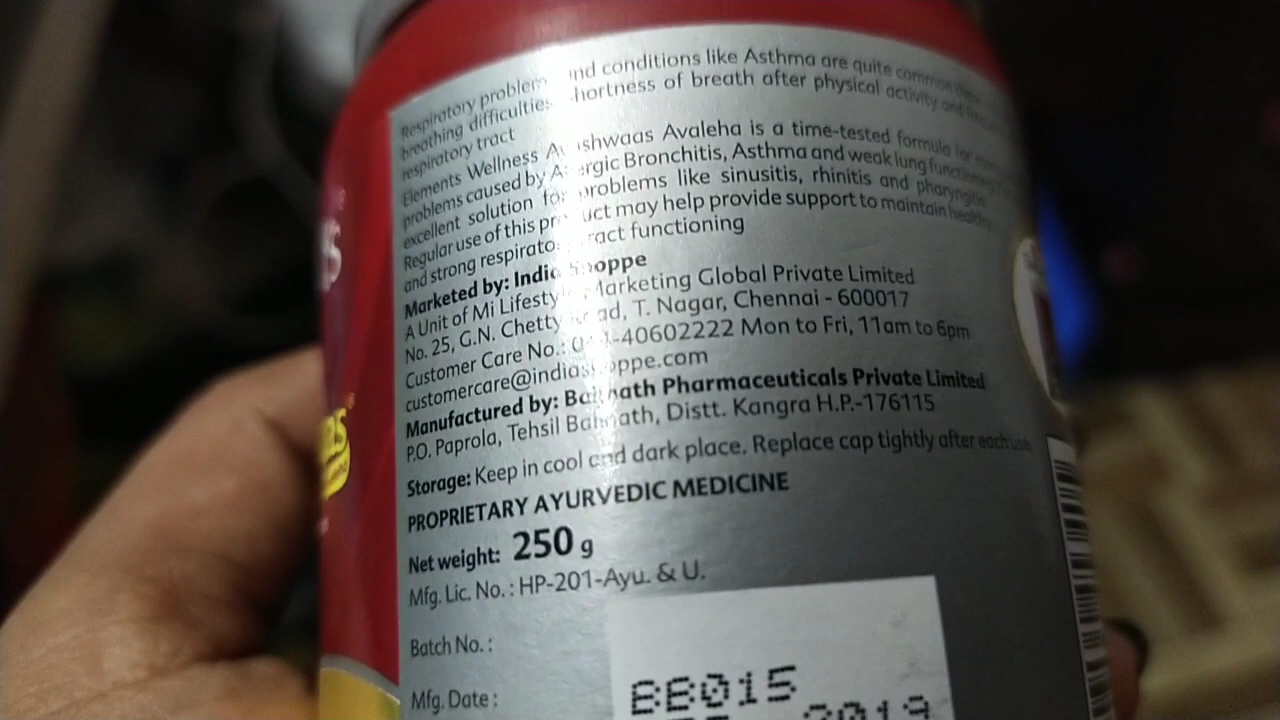 Respiratory problem and conditions like Asthma are quite common
breathing difficulties shortness of breath after physical activity and
respiratory tract
Elements Wellness Ayushwaas Avaleha is a time-tested formula for
problems caused by Allergic Bronchitis, Asthma and weak lung functioning
excellent solution for problems like sinusitis, rhinitis and pharyngitis
Regular use of this product may help provide support to maintain healthy
and strong respiratory tract functioning
Marketed by: India Shoppe
A Unit of Mi Lifestyle Marketing Global Private Limited
No. 25, G.N. Chetty Road, T. Nagar, Chennai - 600017
Customer Care No.: 044-40602222 Mon to Fri, 11am to 6pm
customercare@indiashoppe.com
Manufactured by: Baijnath Pharmaceuticals Private Limited
P.O. Paprola, Tehsil Baijnath, Distt. Kangra H.P.-176115
Storage: Keep in cool and dark place. Replace cap tightly after each use
PROPRIETARY AYURVEDIC MEDICINE
Net weight: 250 g
Mfg. Lic. No.: HP-201-Ayu. & U.
Batch No. :
BB015
Mfg. Date :
2019